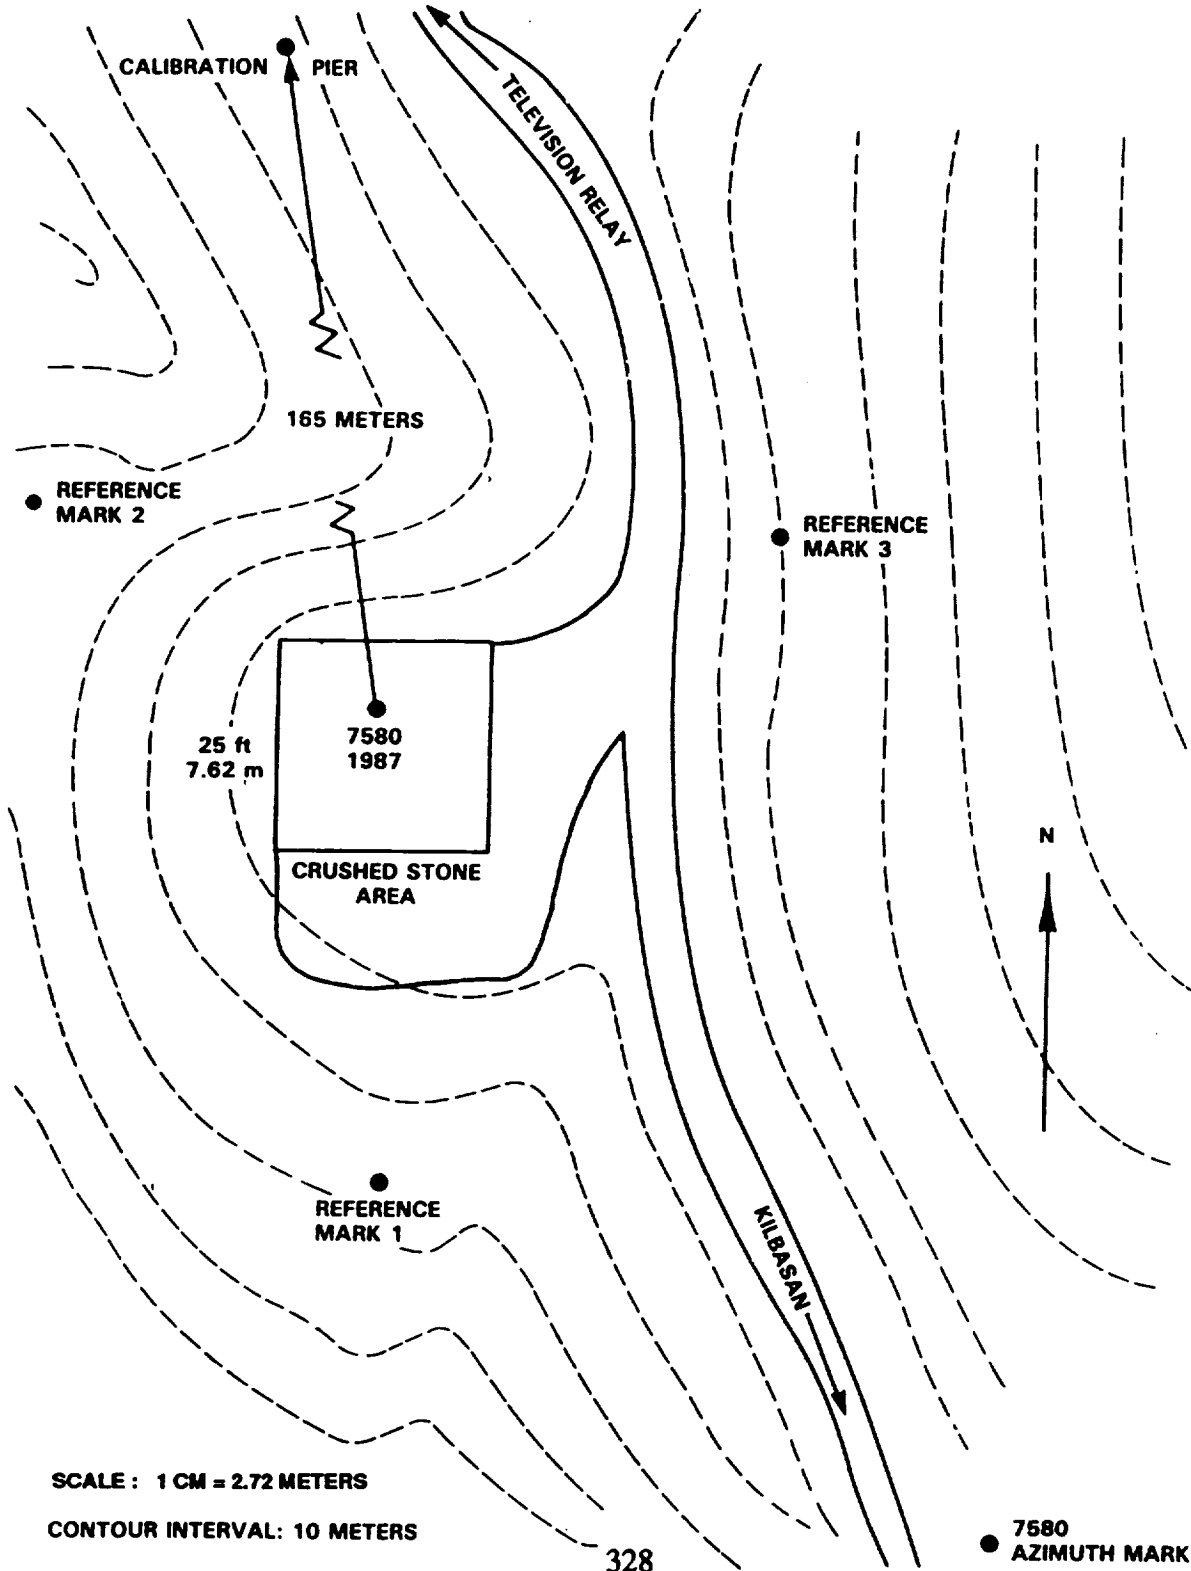 CALIBRATION PIER
TELEVISION RELAY
165 METERS
REFERENCE
MARK 2
REFERENCE
MARK 3
25 ft
7.62 m
7580
1987
N
CRUSHED STONE
AREA
REFERENCE
MARK 1
KILBASAN
SCALE : 1 CM = 2.72 METERS
CONTOUR INTERVAL: 10 METERS
7580
AZIMUTH MARK
328